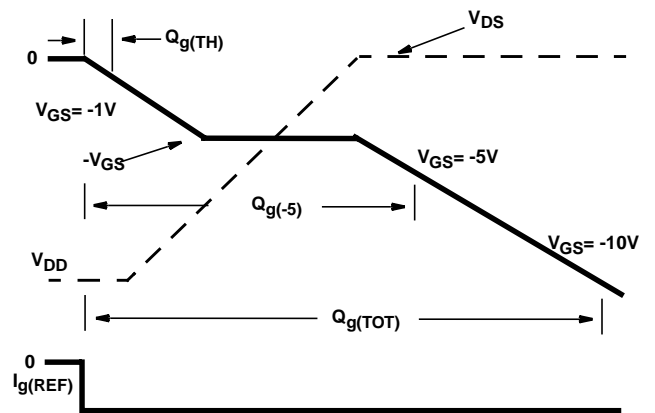 V_DS
Q_g(TH)
0
V_GS= -1V
-V_GS
V_GS = -5V
Q_g(-5)
V_GS = -10V
V_DD
Q_g(TOT)
0
I_g(REF)